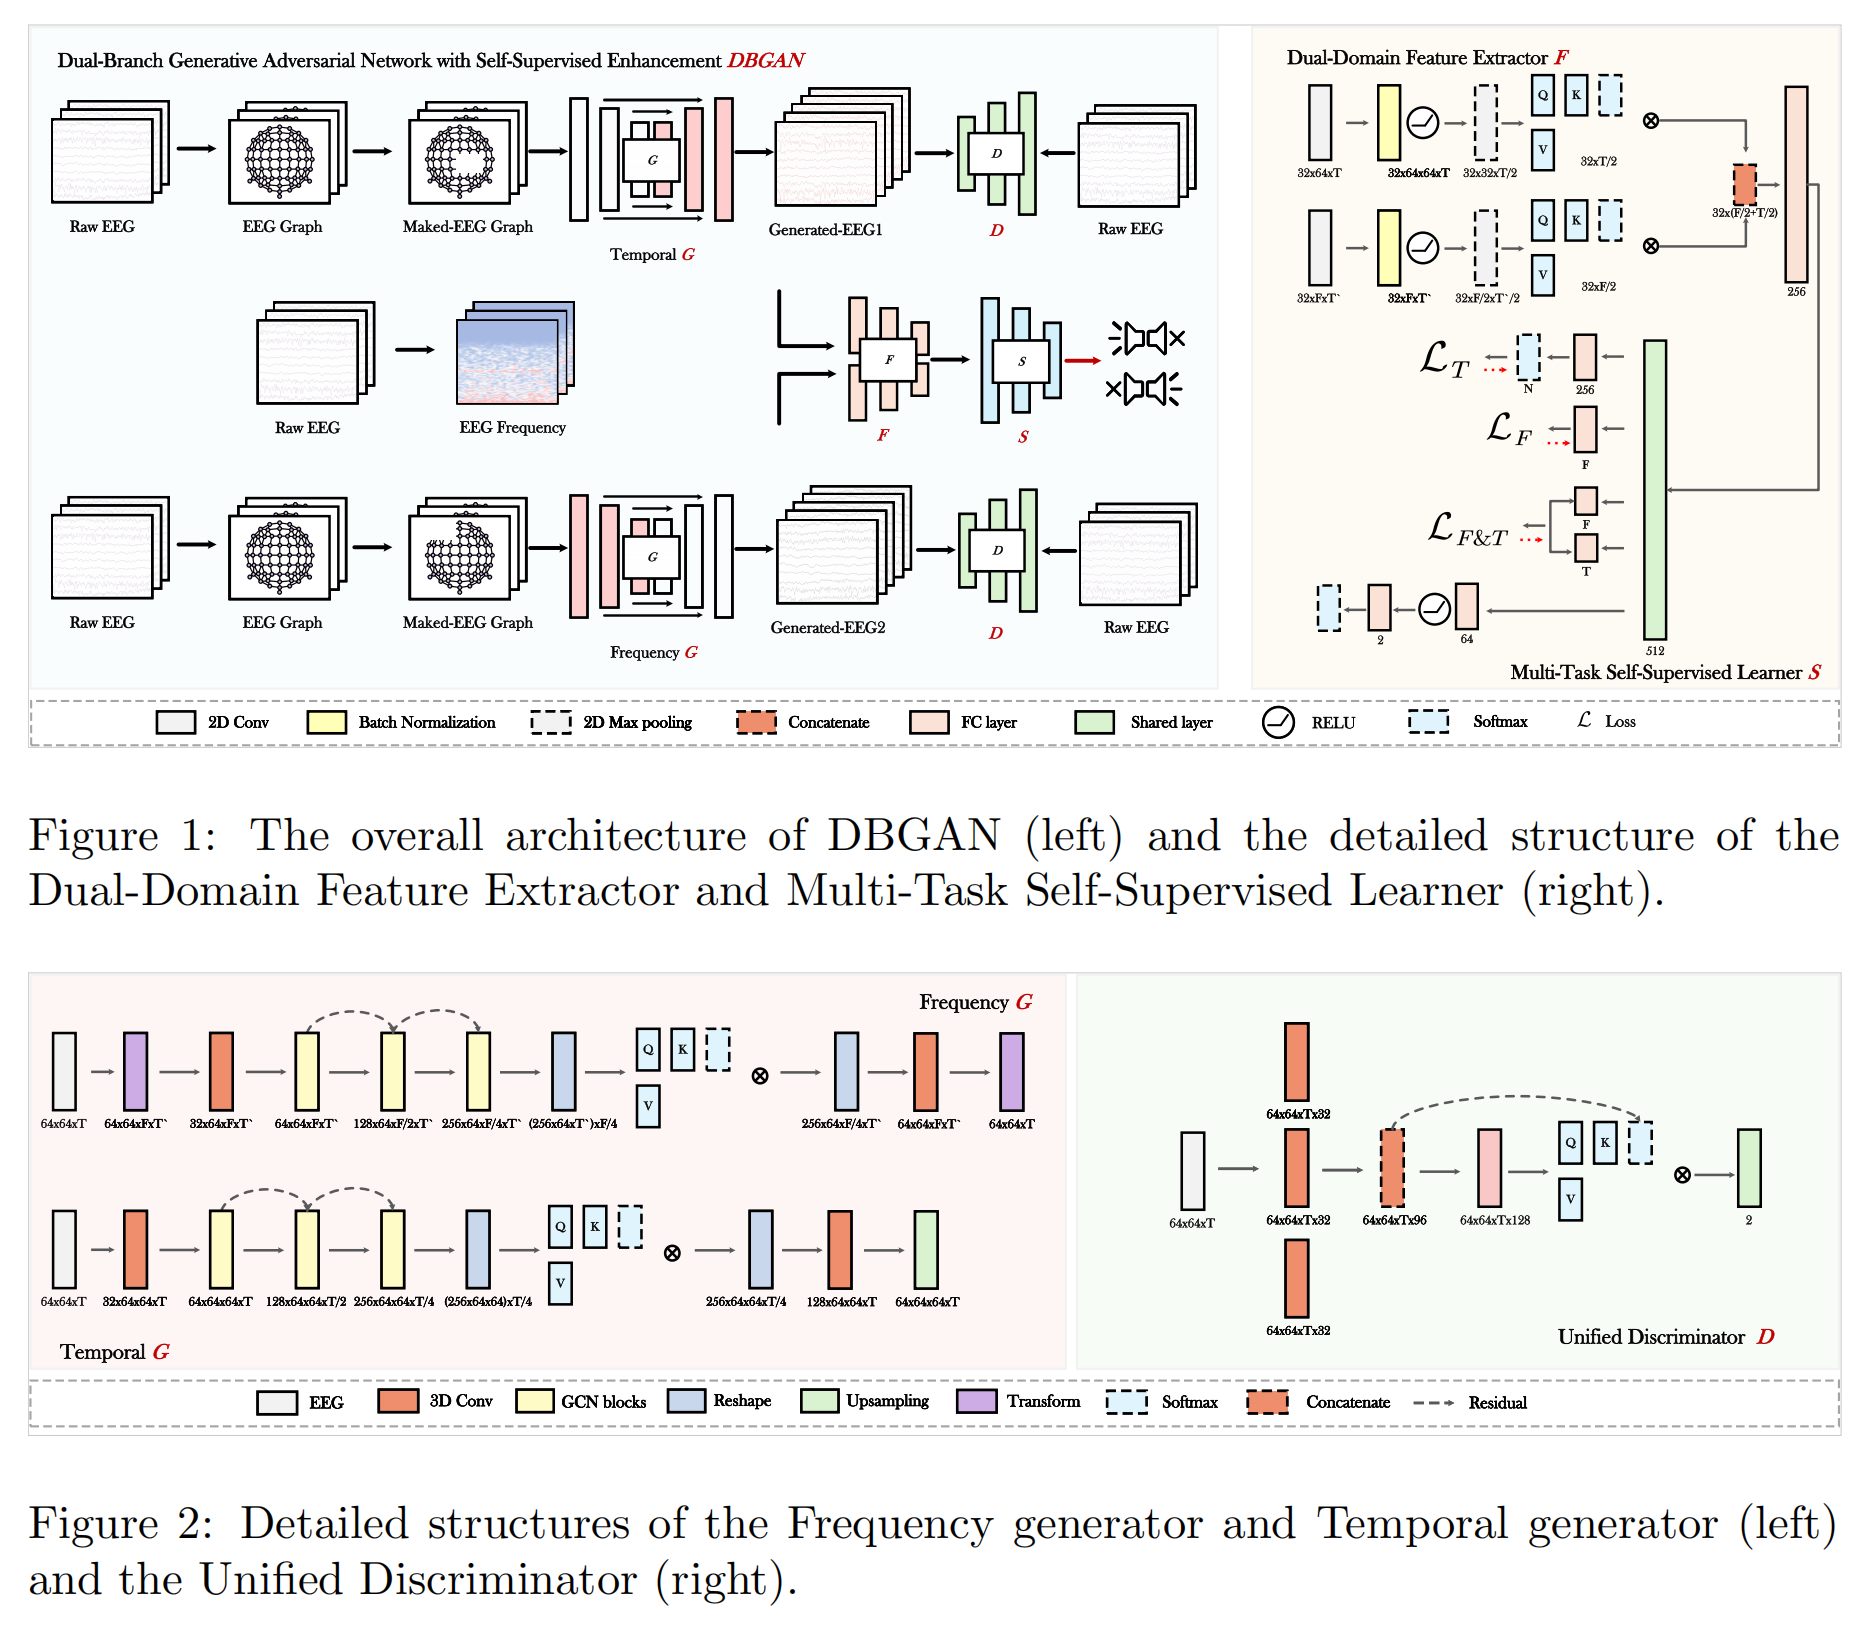 Dual-Branch Generative Adversarial Network with Self-Supervised Enhancement DBGAN
Raw EEG
EEG Graph
Maked-EEG Graph
G
Temporal G
Generated-EEG1
D
D
Raw EEG
Raw EEG
EEG Frequency
F
F
S
S
Raw EEG
EEG Graph
Maked-EEG Graph
G
Frequency G
Generated-EEG2
D
D
Raw EEG
Dual-Domain Feature Extractor F
32x64xT
32x64x64xT
32x32xT/2
Q
K
V
32xT/2
32xFxT`
32xFxT`
32xF/2xT`/2
Q
K
V
32xF/2
32x(F/2+T/2)
256
ℒT
N
256
ℒF
F
ℒF&T
F
T
2
64
512
Multi-Task Self-Supervised Learner S
2D Conv
Batch Normalization
2D Max pooling
Concatenate
FC layer
Shared layer
RELU
Softmax
ℒ Loss
Figure 1: The overall architecture of DBGAN (left) and the detailed structure of the
Dual-Domain Feature Extractor and Multi-Task Self-Supervised Learner (right).
Frequency G
64x64xT
64x64xFxT`
32x64xFxT`
64x64xFxT`
128x64xF/2xT`
256x64xF/4xT`
(256x64xT`)xF/4
Q
K
V
256x64xF/4xT`
64x64xFxT`
64x64xT
64x64xT
32x64x64xT
64x64x64xT
128x64x64xT/2
256x64x64xT/4
(256x64x64)xT/4
Q
K
V
256x64x64xT/4
128x64x64xT
64x64x64xT
Temporal G
64x64xTx32
64x64xT
64x64xTx32
64x64xTx96
64x64xTx128
Q
K
V
2
64x64xTx32
Unified Discriminator D
EEG
3D Conv
GCN blocks
Reshape
Upsampling
Transform
Softmax
Concatenate
Residual
Figure 2: Detailed structures of the Frequency generator and Temporal generator (left)
and the Unified Discriminator (right).